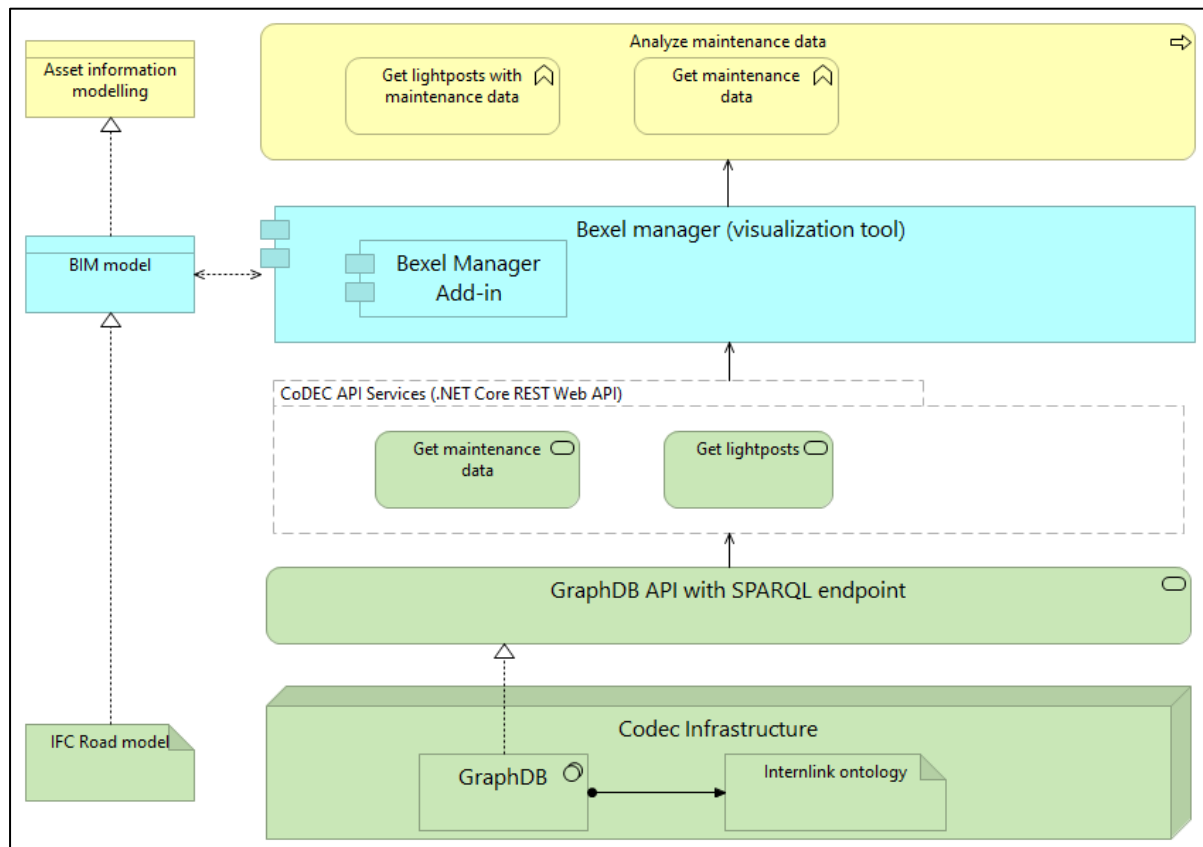 Analyze maintenance data
Asset information
modelling
Get lightposts with
maintenance data
Get maintenance
data
Bexel manager (visualization tool)
BIM model
Bexel Manager
Add-in
CoDEC API Services (.NET Core REST Web API)
Get maintenance
data
Get lightposts
GraphDB API with SPARQL endpoint
Codec Infrastructure
IFC Road model
GraphDB
Internlink ontology